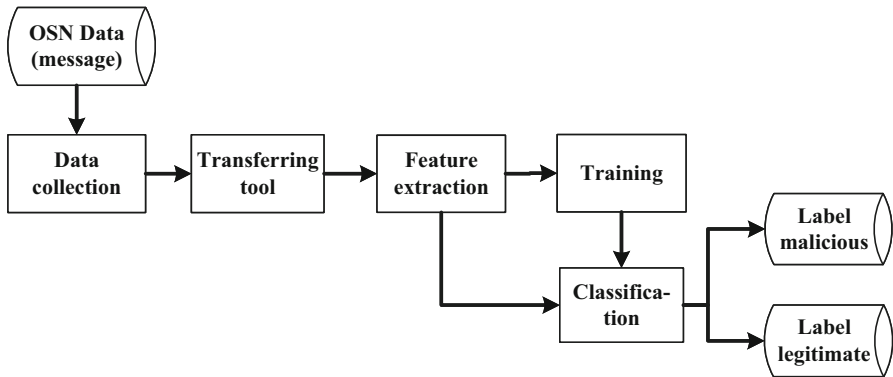 OSN Data
(message)
Data
collection
Transferring
tool
Feature
extraction
Training
Classifica-
tion
Label
malicious
Label
legitimate